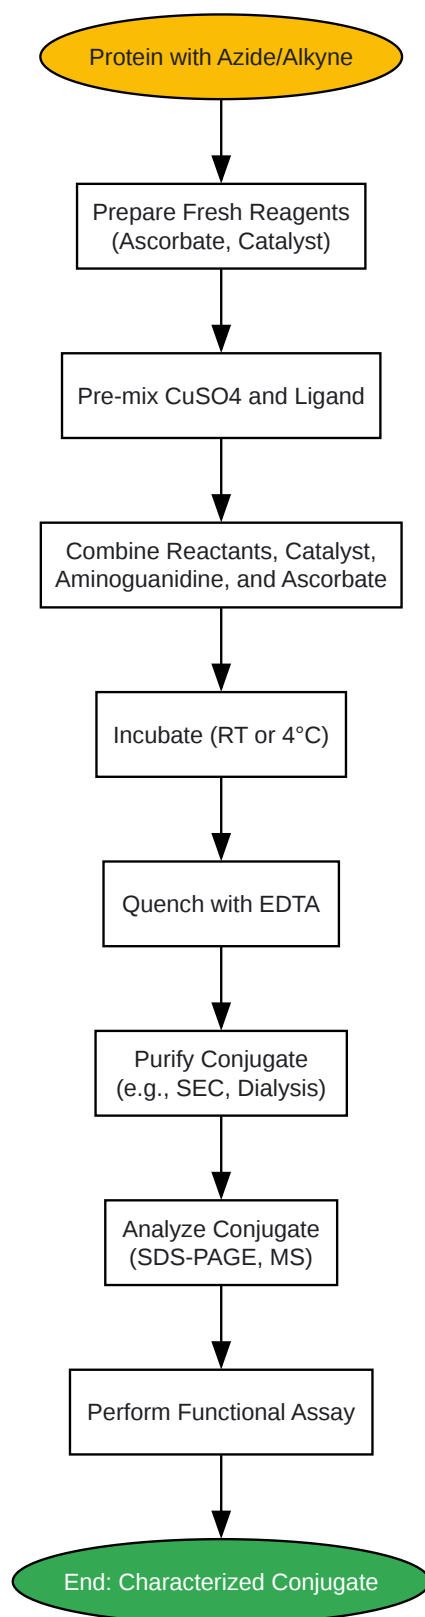 Protein with Azide/Alkyne
Prepare Fresh Reagents
(Ascorbate, Catalyst)
Pre-mix CuSO4 and Ligand
Combine Reactants, Catalyst,
Aminoguanidine, and Ascorbate
Incubate (RT or 4°C)
Quench with EDTA
Purify Conjugate
(e.g., SEC, Dialysis)
Analyze Conjugate
(SDS-PAGE, MS)
Perform Functional Assay
End: Characterized Conjugate